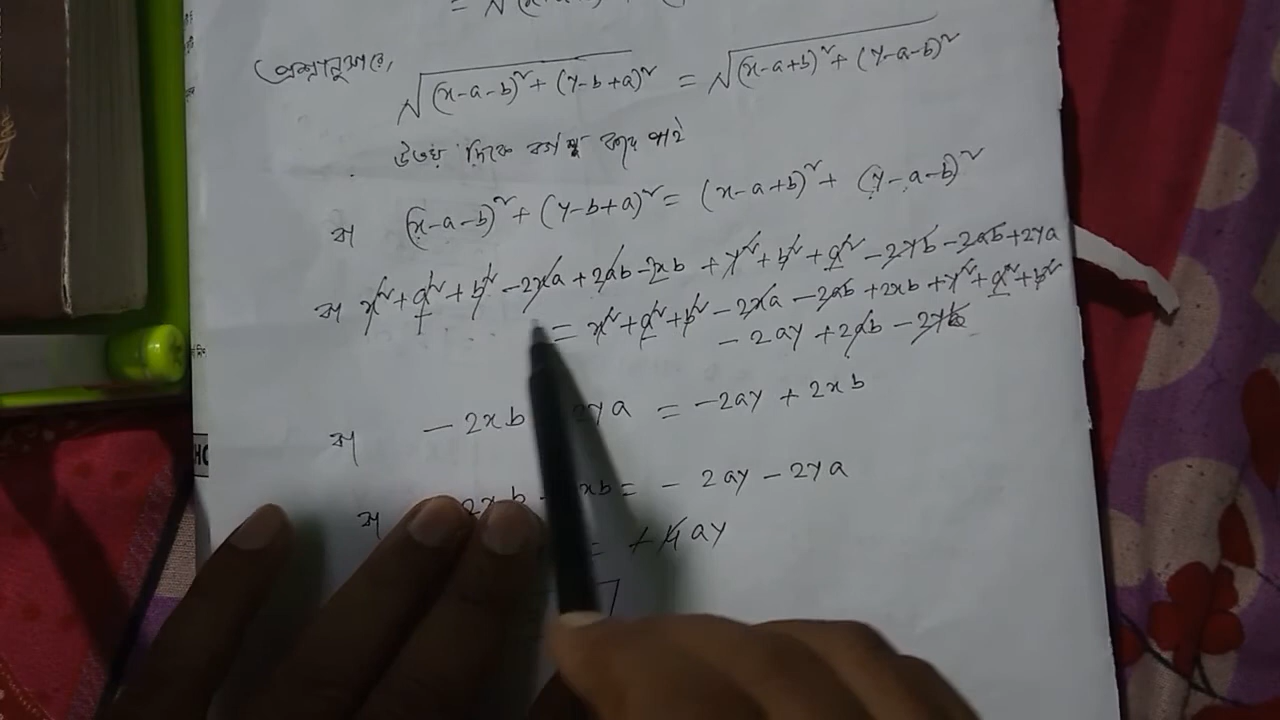 প্রশ্নানুসারে,
√(x-a-b)² + (y-b+a)² = √(x-a+b)² + (y-a-b)²
উভয় দিকে বর্গ করে পাই
বা (x-a-b)² + (y-b+a)² = (x-a+b)² + (y-a-b)²
বা x² + a² + b² - 2xa + 2ab - 2xb + y² + b² + a² - 2yb - 2ab + 2ya
= x² + a² + b² - 2xa - 2ab + 2xb + y² + a² + b²
- 2ay + 2ab - 2yb
বা - 2xb 2ya = -2ay + 2xb
বা 2xb xb = - 2ay - 2ya
= -4ay